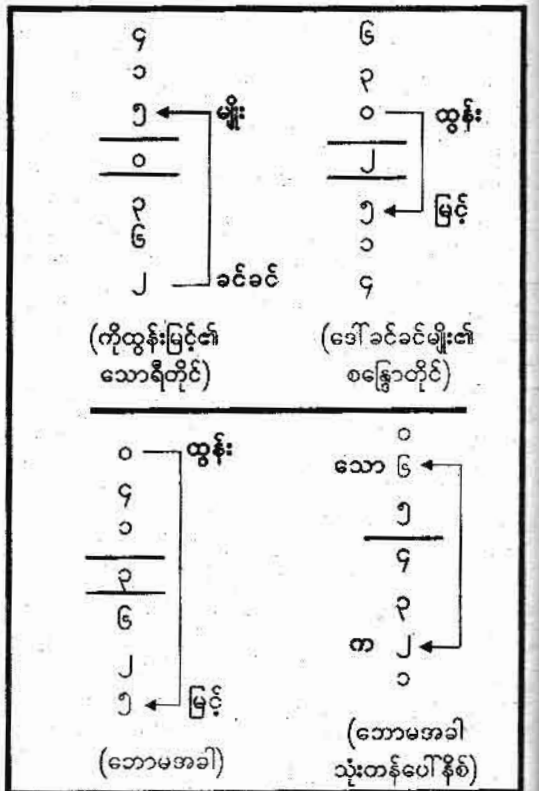 ၄
၁
၅ မျိုး
၀
၃
၆
၂ ခင်ခင်
(ကိုထွန်းမြင့်၏
သောရီတိုင်)
၆
၃
၀ ထွန်း
၂
၅ မြင့်
၁
၄
(ဒေါ်ခင်ခင်မျိုး၏
စန္ဒြောတိုင်)
၀ ထွန်း
၄
၁
၃
၆
၂
၅ မြင့်
(ဘောမအခါ)
၀
သော ၆
၅
၄
၃
က ၂
၁
(ဘောမအခါ
သုံးတန်ပေါ်နိစ်)